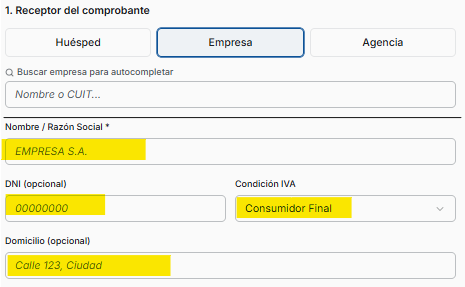 1. Receptor del comprobante
Huésped Empresa Agencia
Buscar empresa para autocompletar
Nombre o CUIT...
Nombre / Razón Social *
EMPRESA S.A.
DNI (opcional) Condición IVA
00000000 Consumidor Final
Domicilio (opcional)
Calle 123, Ciudad